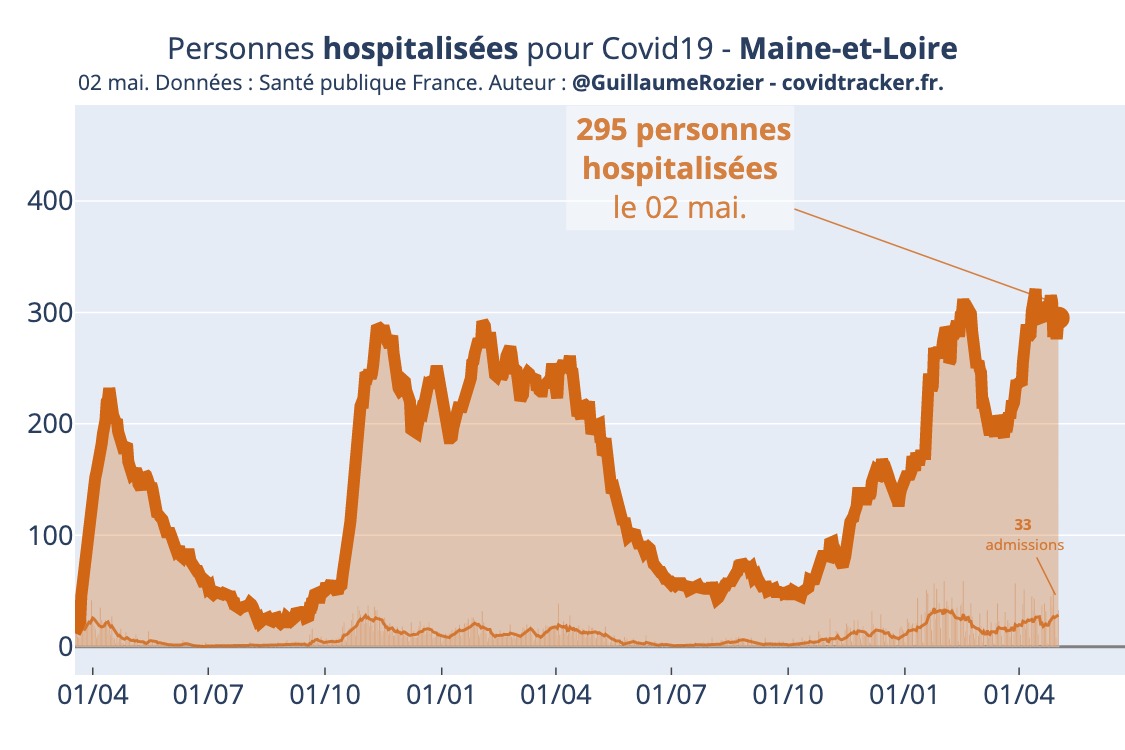 Personnes hospitalisées pour Covid19 - Maine-et-Loire
02 mai. Données : Santé publique France. Auteur : @GuillaumeRozier - covidtracker.fr.
295 personnes
hospitalisées
le 02 mai.
400
300
200
100
0
33
admissions
01/04
01/07
01/10
01/01
01/04
01/07
01/10
01/01
01/04